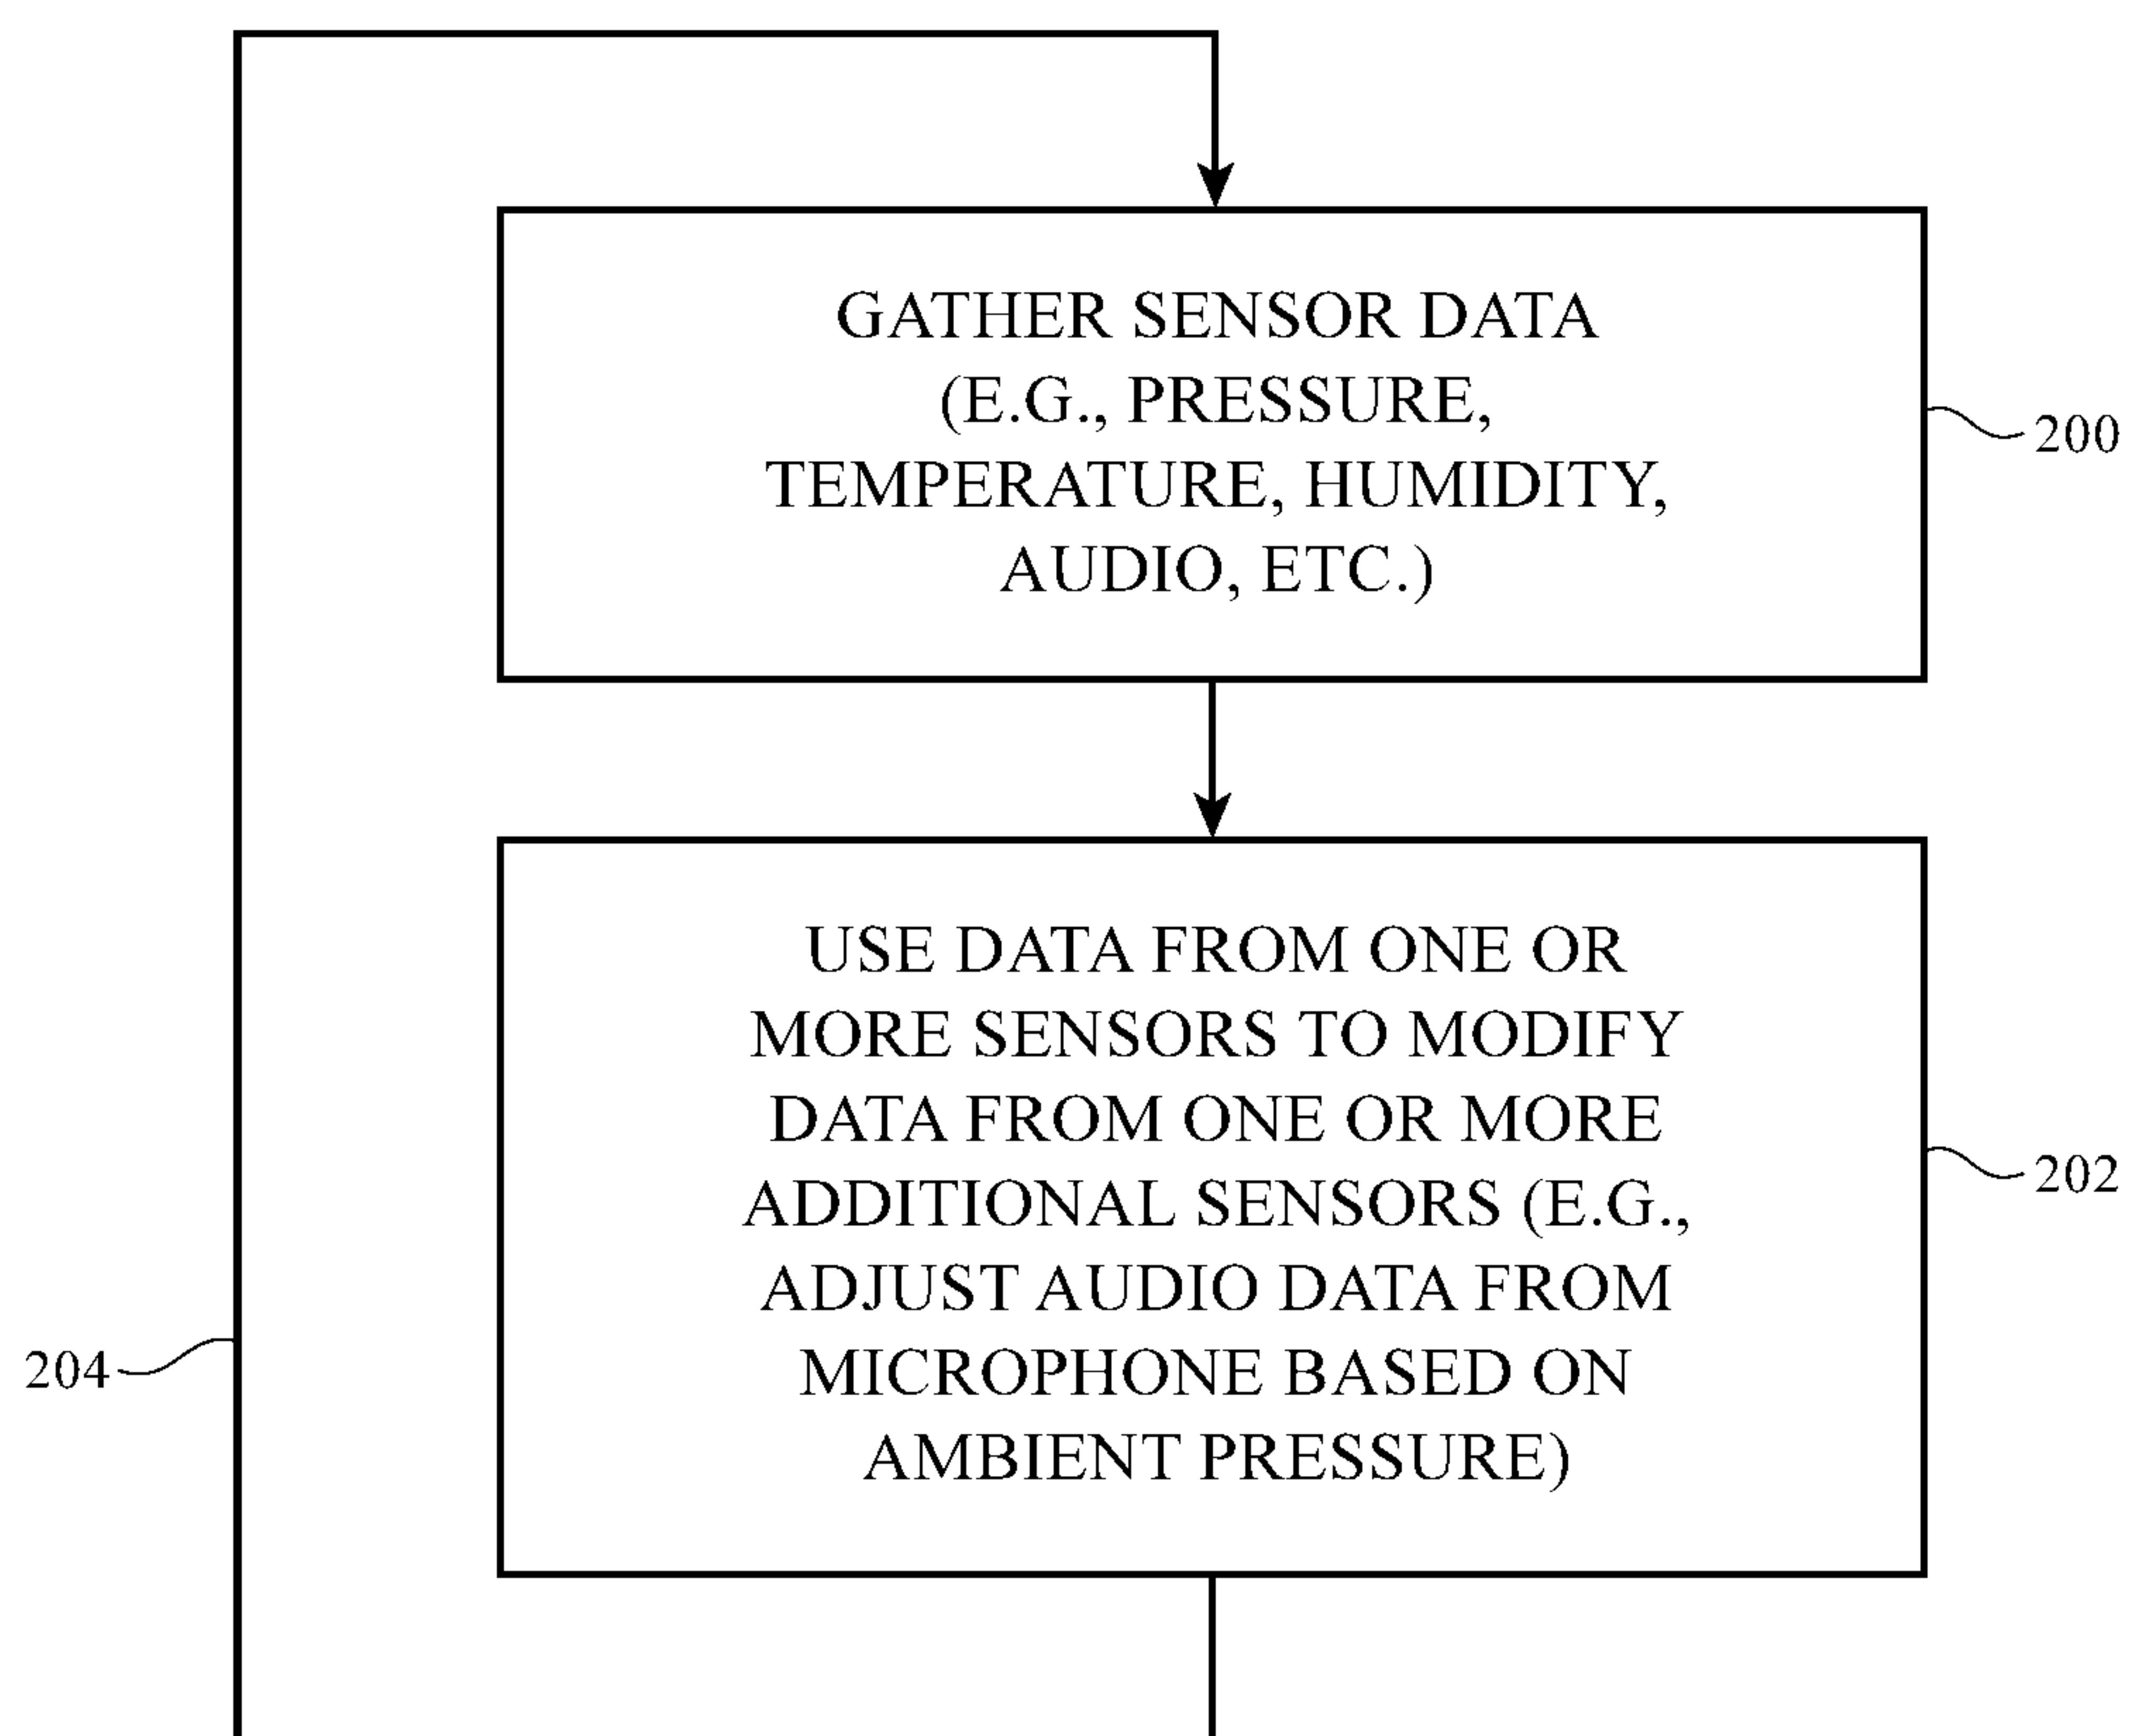 GATHER SENSOR DATA
(E.G., PRESSURE,
TEMPERATURE, HUMIDITY,
AUDIO, ETC.)
200
USE DATA FROM ONE OR
MORE SENSORS TO MODIFY
DATA FROM ONE OR MORE
ADDITIONAL SENSORS (E.G.,
ADJUST AUDIO DATA FROM
MICROPHONE BASED ON
AMBIENT PRESSURE)
202
204